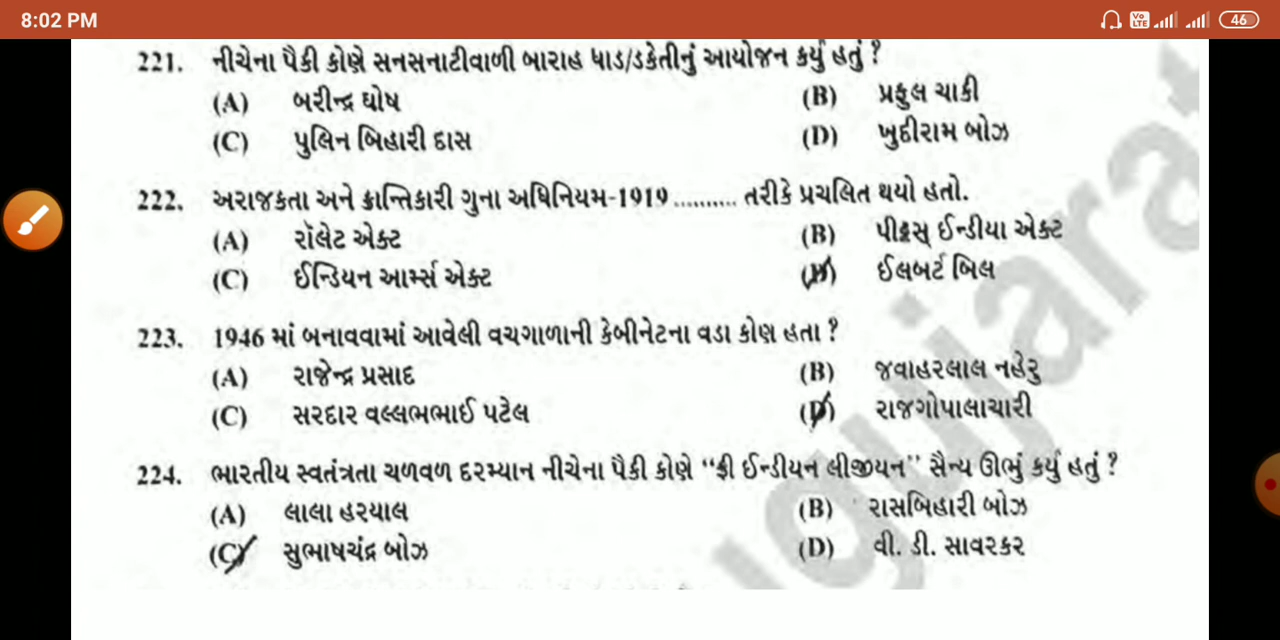 8:02 PM
Vo LTE 46
221. નીચેના પૈકી કોણે સનસનાટીવાળી બારાહ ધાડ/ડકેતીનું આયોજન કર્યું હતું ?
(A) બરીન્દ્ર ઘોષ (B) પ્રફુલ ચાકી
(C) પુલિન બિહારી દાસ (D) ખુદીરામ બોઝ
222. અરાજકતા અને ક્રાન્તિકારી ગુના અધિનિયમ-1919 .......... તરીકે પ્રચલિત થયો હતો.
(A) રૉલેટ એક્ટ (B) પીટ્સ્ ઈન્ડીયા એક્ટ
(C) ઈન્ડિયન આર્મ્સ એક્ટ (D) ઈલબર્ટ બિલ
223. 1946 માં બનાવવામાં આવેલી વચગાળાની કેબીનેટના વડા કોણ હતા ?
(A) રાજેન્દ્ર પ્રસાદ (B) જવાહરલાલ નહેરુ
(C) સરદાર વલ્લભભાઈ પટેલ (D) રાજગોપાલાચારી
224. ભારતીય સ્વતંત્રતા ચળવળ દરમ્યાન નીચેના પૈકી કોણે “ફ્રી ઈન્ડીયન લીજીયન” સૈન્ય ઊભું કર્યું હતું ?
(A) લાલા હરયાલ (B) રાસબિહારી બોઝ
(C) સુભાષચંદ્ર બોઝ (D) વી. ડી. સાવરકર